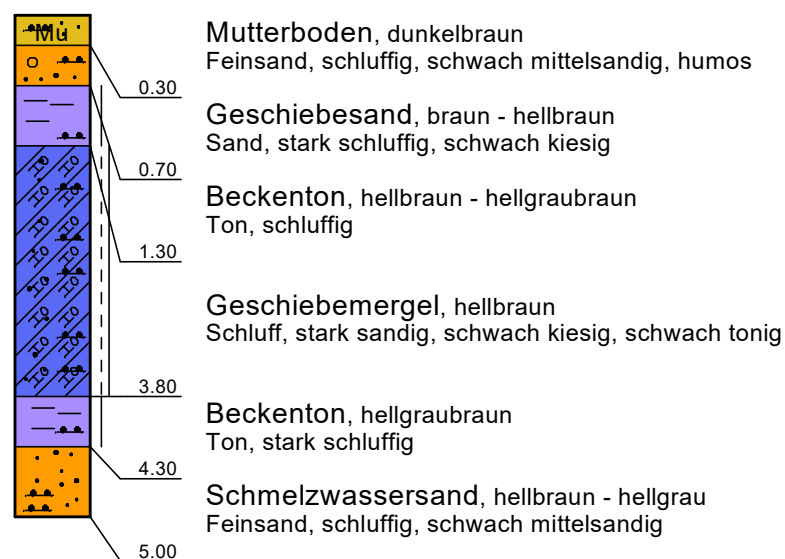 Mu
Mutterboden, dunkelbraun
Feinsand, schluffig, schwach mittelsandig, humos
0.30
Geschiebesand, braun - hellbraun
Sand, stark schluffig, schwach kiesig
0.70
Beckenton, hellbraun - hellgraubraun
Ton, schluffig
1.30
Geschiebemergel, hellbraun
Schluff, stark sandig, schwach kiesig, schwach tonig
3.80
Beckenton, hellgraubraun
Ton, stark schluffig
4.30
Schmelzwassersand, hellbraun - hellgrau
Feinsand, schluffig, schwach mittelsandig
5.00